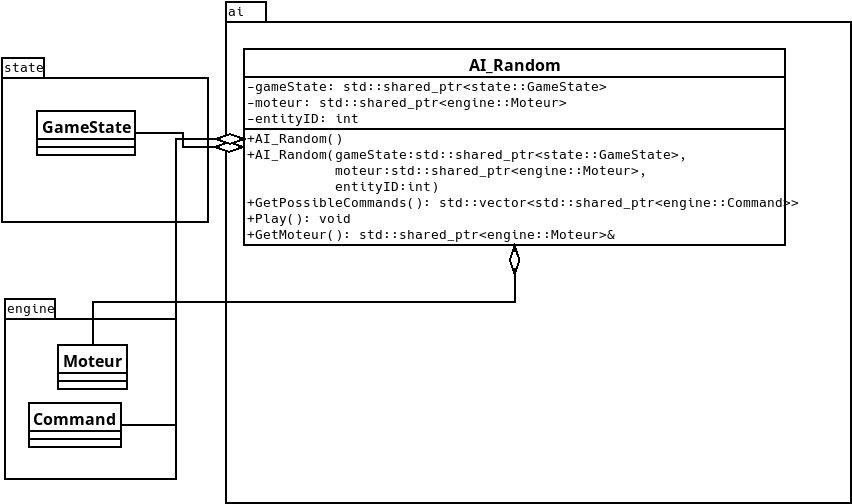 ai
AI_Random
-gameState: std::shared_ptr<state::GameState>
-moteur: std::shared_ptr<engine::Moteur>
-entityID: int
+AI_Random()
+AI_Random(gameState:std::shared_ptr<state::GameState>,
moteur:std::shared_ptr<engine::Moteur>,
entityID:int)
+GetPossibleCommands(): std::vector<std::shared_ptr<engine::Command>>
+Play(): void
+GetMoteur(): std::shared_ptr<engine::Moteur>&
state
GameState
engine
Moteur
Command